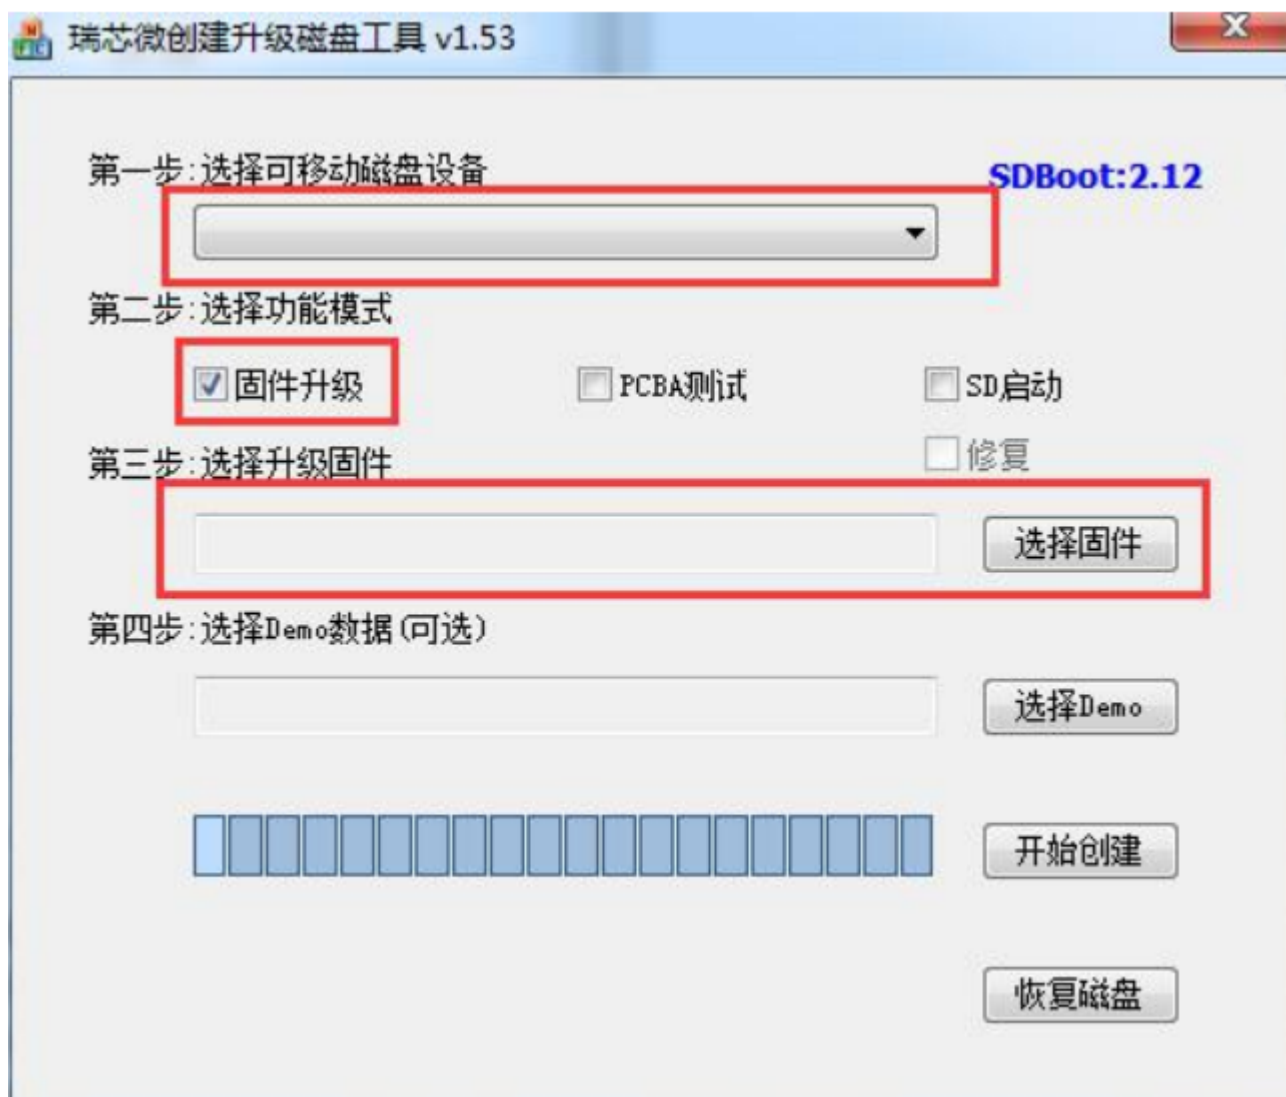 瑞芯微创建升级磁盘工具 v1.53
第一步:选择可移动磁盘设备
SDBoot:2.12
第二步:选择功能模式
固件升级 PCBA测试 SD启动
第三步:选择升级固件 修复
选择固件
第四步:选择Demo数据(可选)
选择Demo
开始创建
恢复磁盘